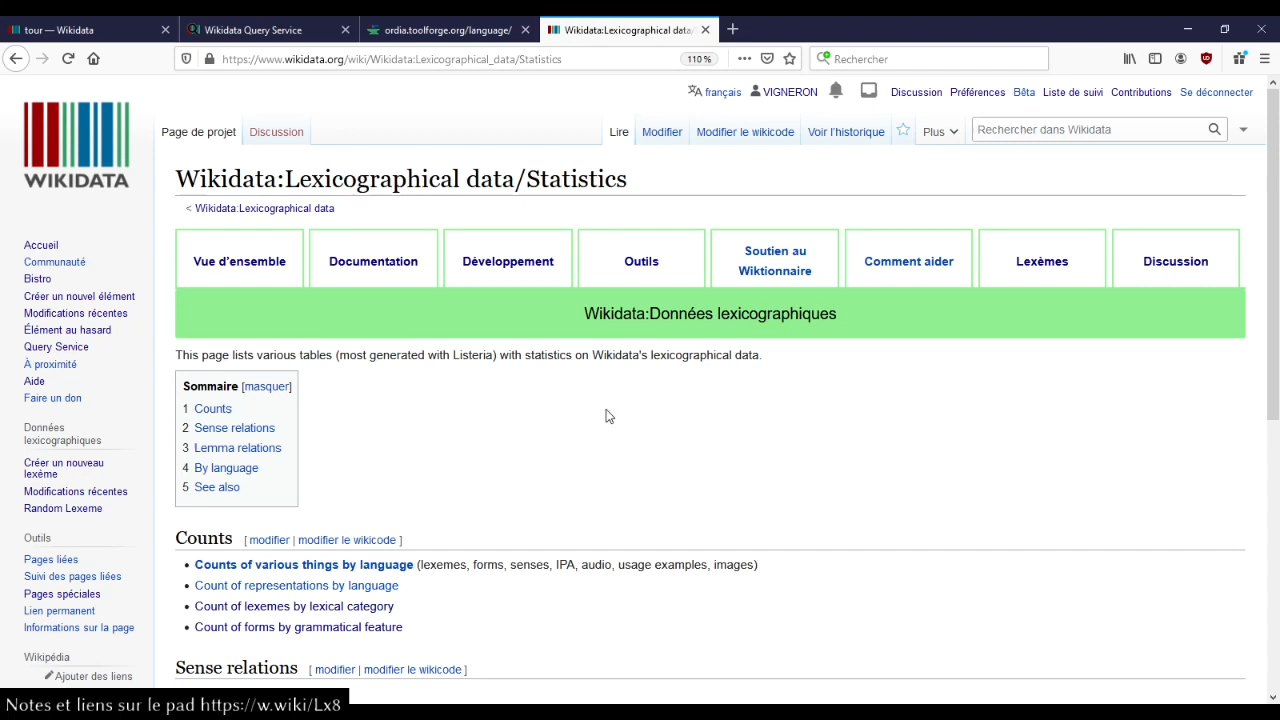 tour — Wikidata
Wikidata Query Service
ordia.toolforge.org/language/
Wikidata:Lexicographical data/
https://www.wikidata.org/wiki/Wikidata:Lexicographical_data/Statistics
110 %
Rechercher
français
VIGNERON
Discussion
Préférences
Bêta
Liste de suivi
Contributions
Se déconnecter
WIKIDATA
Page de projet
Discussion
Lire
Modifier
Modifier le wikicode
Voir l'historique
Plus
Rechercher dans Wikidata
Accueil
Communauté
Bistro
Créer un nouvel élément
Modifications récentes
Élément au hasard
Query Service
À proximité
Aide
Faire un don
Données
lexicographiques
Créer un nouveau
lexème
Modifications récentes
Random Lexeme
Outils
Pages liées
Suivi des pages liées
Pages spéciales
Lien permanent
Informations sur la page
Wikipédia
Ajouter des liens
Wikidata:Lexicographical data/Statistics
< Wikidata:Lexicographical data
Vue d'ensemble
Documentation
Développement
Outils
Soutien au
Wiktionnaire
Comment aider
Lexèmes
Discussion
Wikidata:Données lexicographiques
This page lists various tables (most generated with Listeria) with statistics on Wikidata's lexicographical data.
Sommaire [masquer]
1 Counts
2 Sense relations
3 Lemma relations
4 By language
5 See also
Counts [ modifier | modifier le wikicode ]
• Counts of various things by language (lexemes, forms, senses, IPA, audio, usage examples, images)
• Count of representations by language
• Count of lexemes by lexical category
• Count of forms by grammatical feature
Sense relations [ modifier | modifier le wikicode ]
Notes et liens sur le pad https://w.wiki/Lx8